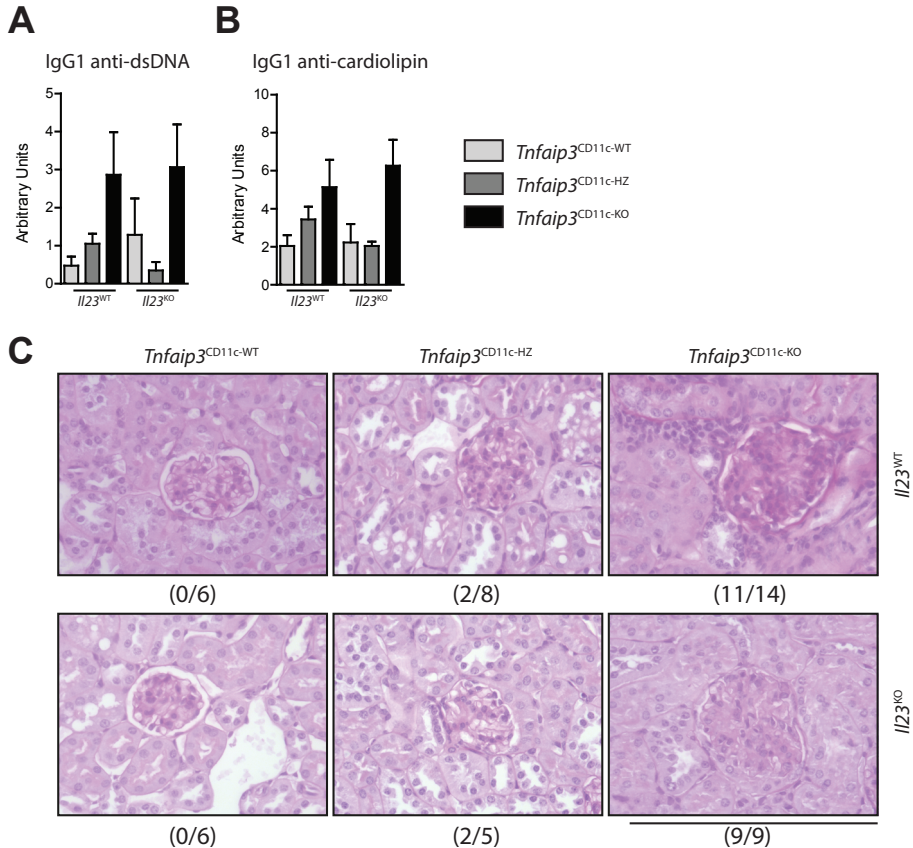 A
B
IgG1 anti-dsDNA
IgG1 anti-cardiolipin
5
4
3
2
1
0
Arbitrary Units
Il23WT
Il23KO
10
8
6
4
2
0
Arbitrary Units
Il23WT
Il23KO
Tnfaip3CD11c-WT
Tnfaip3CD11c-HZ
Tnfaip3CD11c-KO
C
Tnfaip3CD11c-WT
Tnfaip3CD11c-HZ
Tnfaip3CD11c-KO
Il23WT
(0/6)
(2/8)
(11/14)
Il23KO
(0/6)
(2/5)
(9/9)